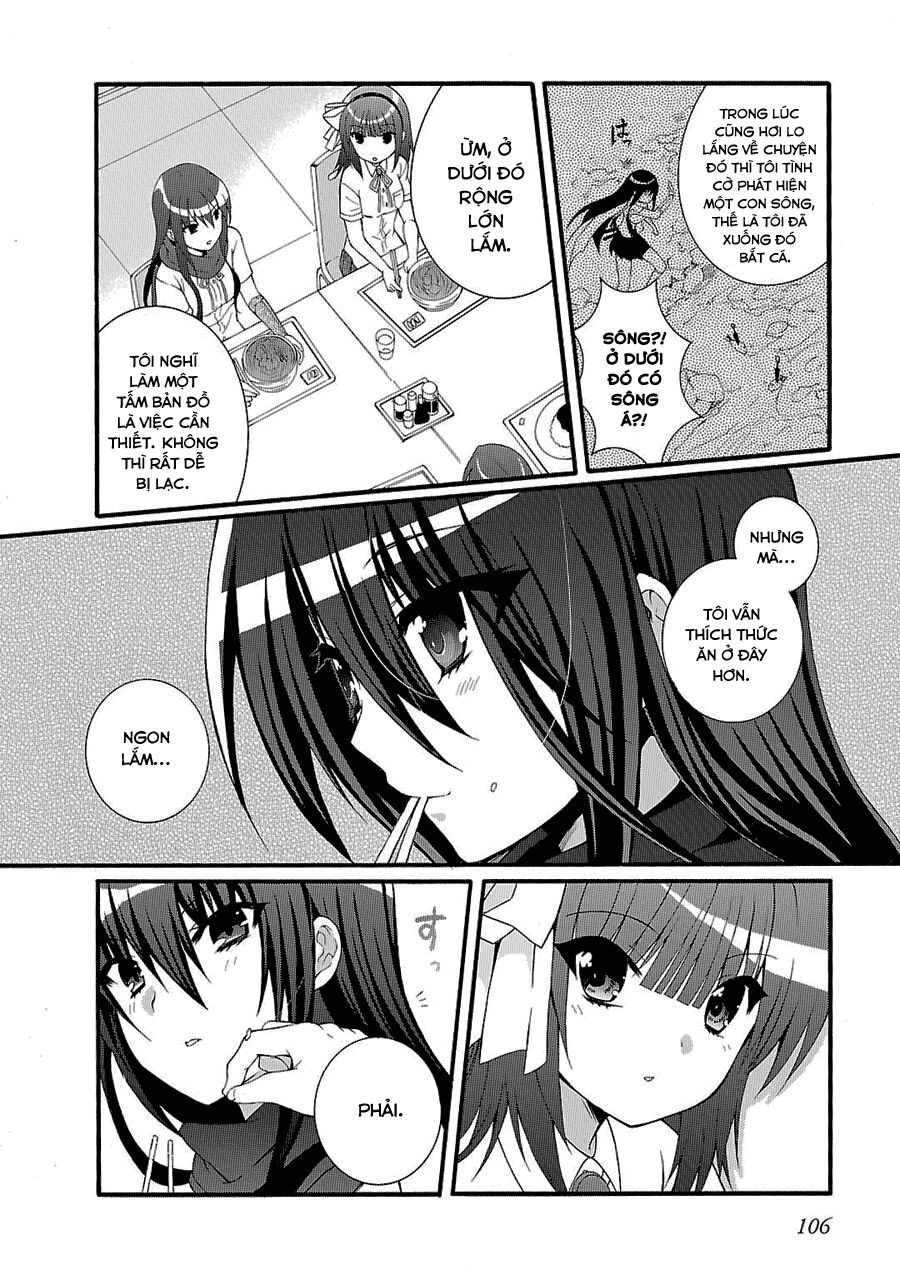 TRONG LÚC
CŨNG HƠI LO
LẮNG VỀ CHUYỆN
ĐÓ THÌ TÔI TÌNH
CỜ PHÁT HIỆN
MỘT CON SÔNG,
THẾ LÀ TÔI ĐÃ
XUỐNG ĐÓ
BẮT CÁ.
はっ
SÔNG?!
Ở DƯỚI
ĐÓ CÓ
SÔNG
Á?!
ỪM, Ở
DƯỚI ĐÓ
RỘNG
LỚN
LẮM.
TÔI NGHĨ
LÀM MỘT
TẤM BẢN ĐỒ
LÀ VIỆC CẦN
THIẾT. KHÔNG
THÌ RẤT DỄ
BỊ LẠC.
NHƯNG
MÀ...
TÔI VẪN
THÍCH THỨC
ĂN Ở ĐÂY
HƠN.
NGON
LẮM...
すっ
PHẢI.
106